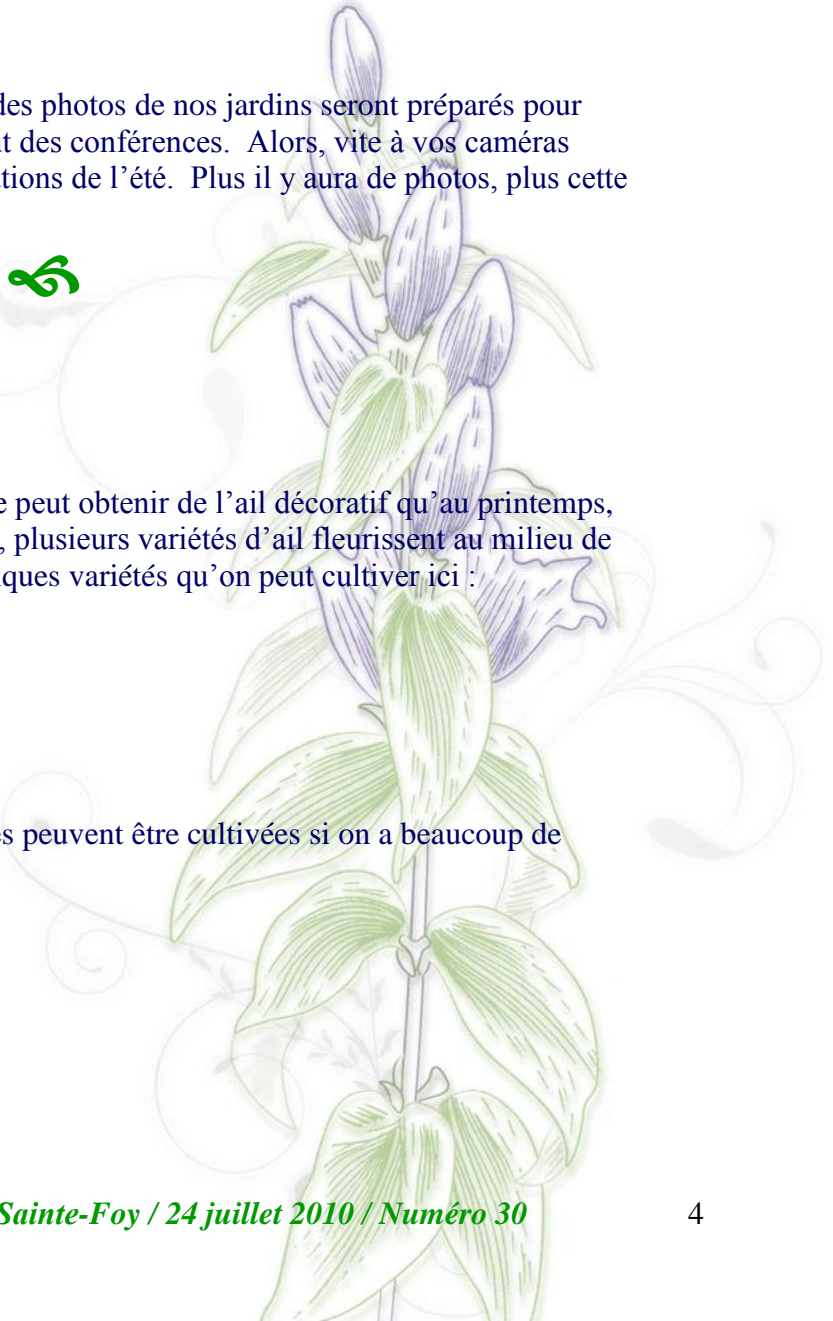 des photos de nos jardins seront préparés pour
ut des conférences.  Alors, vite à vos caméras
tions de l’été.  Plus il y aura de photos, plus cette
e peut obtenir de l’ail décoratif qu’au printemps,
, plusieurs variétés d’ail fleurissent au milieu de
lques variétés qu’on peut cultiver ici :
es peuvent être cultivées si on a beaucoup de
Sainte-Foy / 24 juillet 2010 / Numéro 30
4